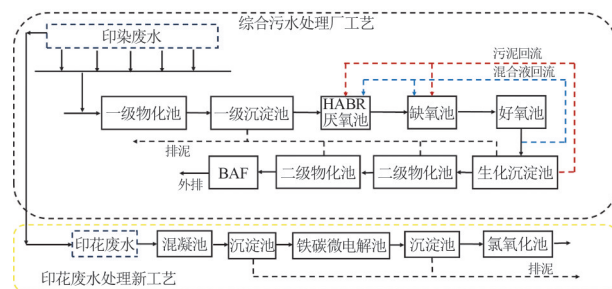 综合污水处理厂工艺
印染废水
污泥回流
混合液回流
一级物化池
一级沉淀池
HABR
厌氧池
缺氧池
好氧池
排泥
外排
BAF
二级物化池
二级物化池
生化沉淀池
印花废水
混凝池
沉淀池
铁碳微电解池
沉淀池
氯氧化池
排泥
印花废水处理新工艺